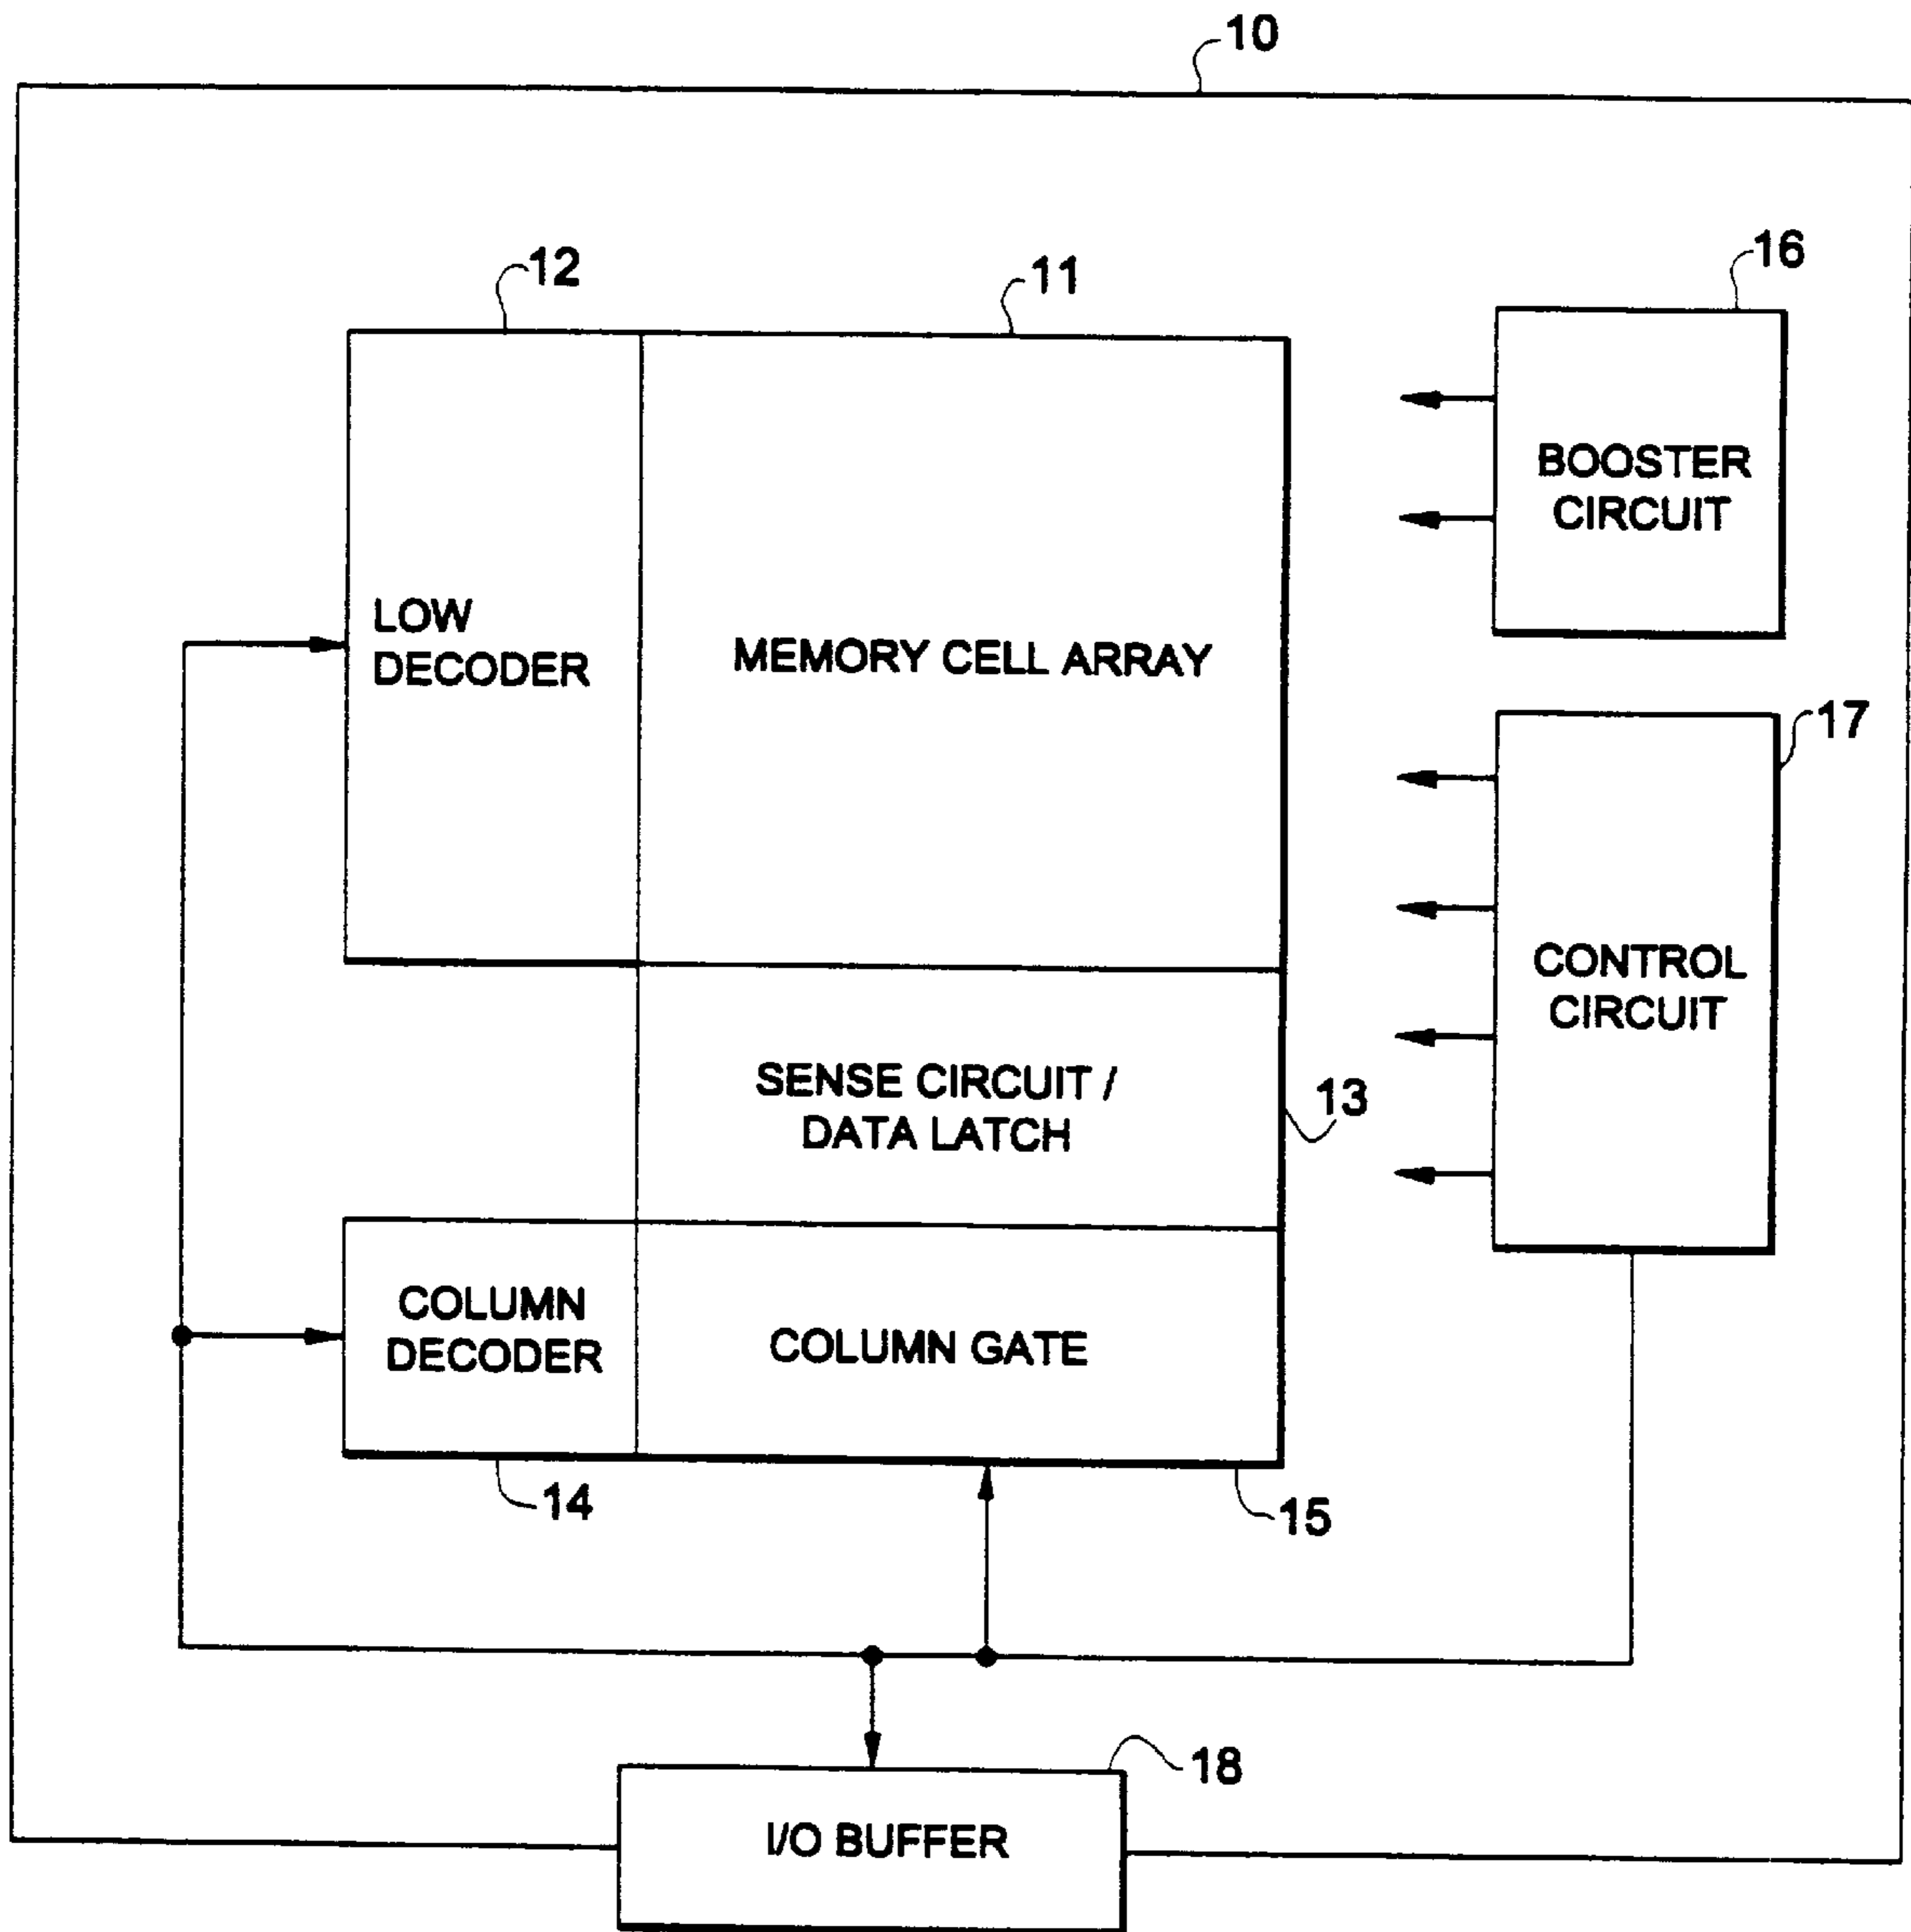 10
12
11
16
BOOSTER
CIRCUIT
LOW
DECODER
MEMORY CELL ARRAY
17
CONTROL
CIRCUIT
SENSE CIRCUIT /
DATA LATCH
13
COLUMN
DECODER
COLUMN GATE
14
15
18
I/O BUFFER